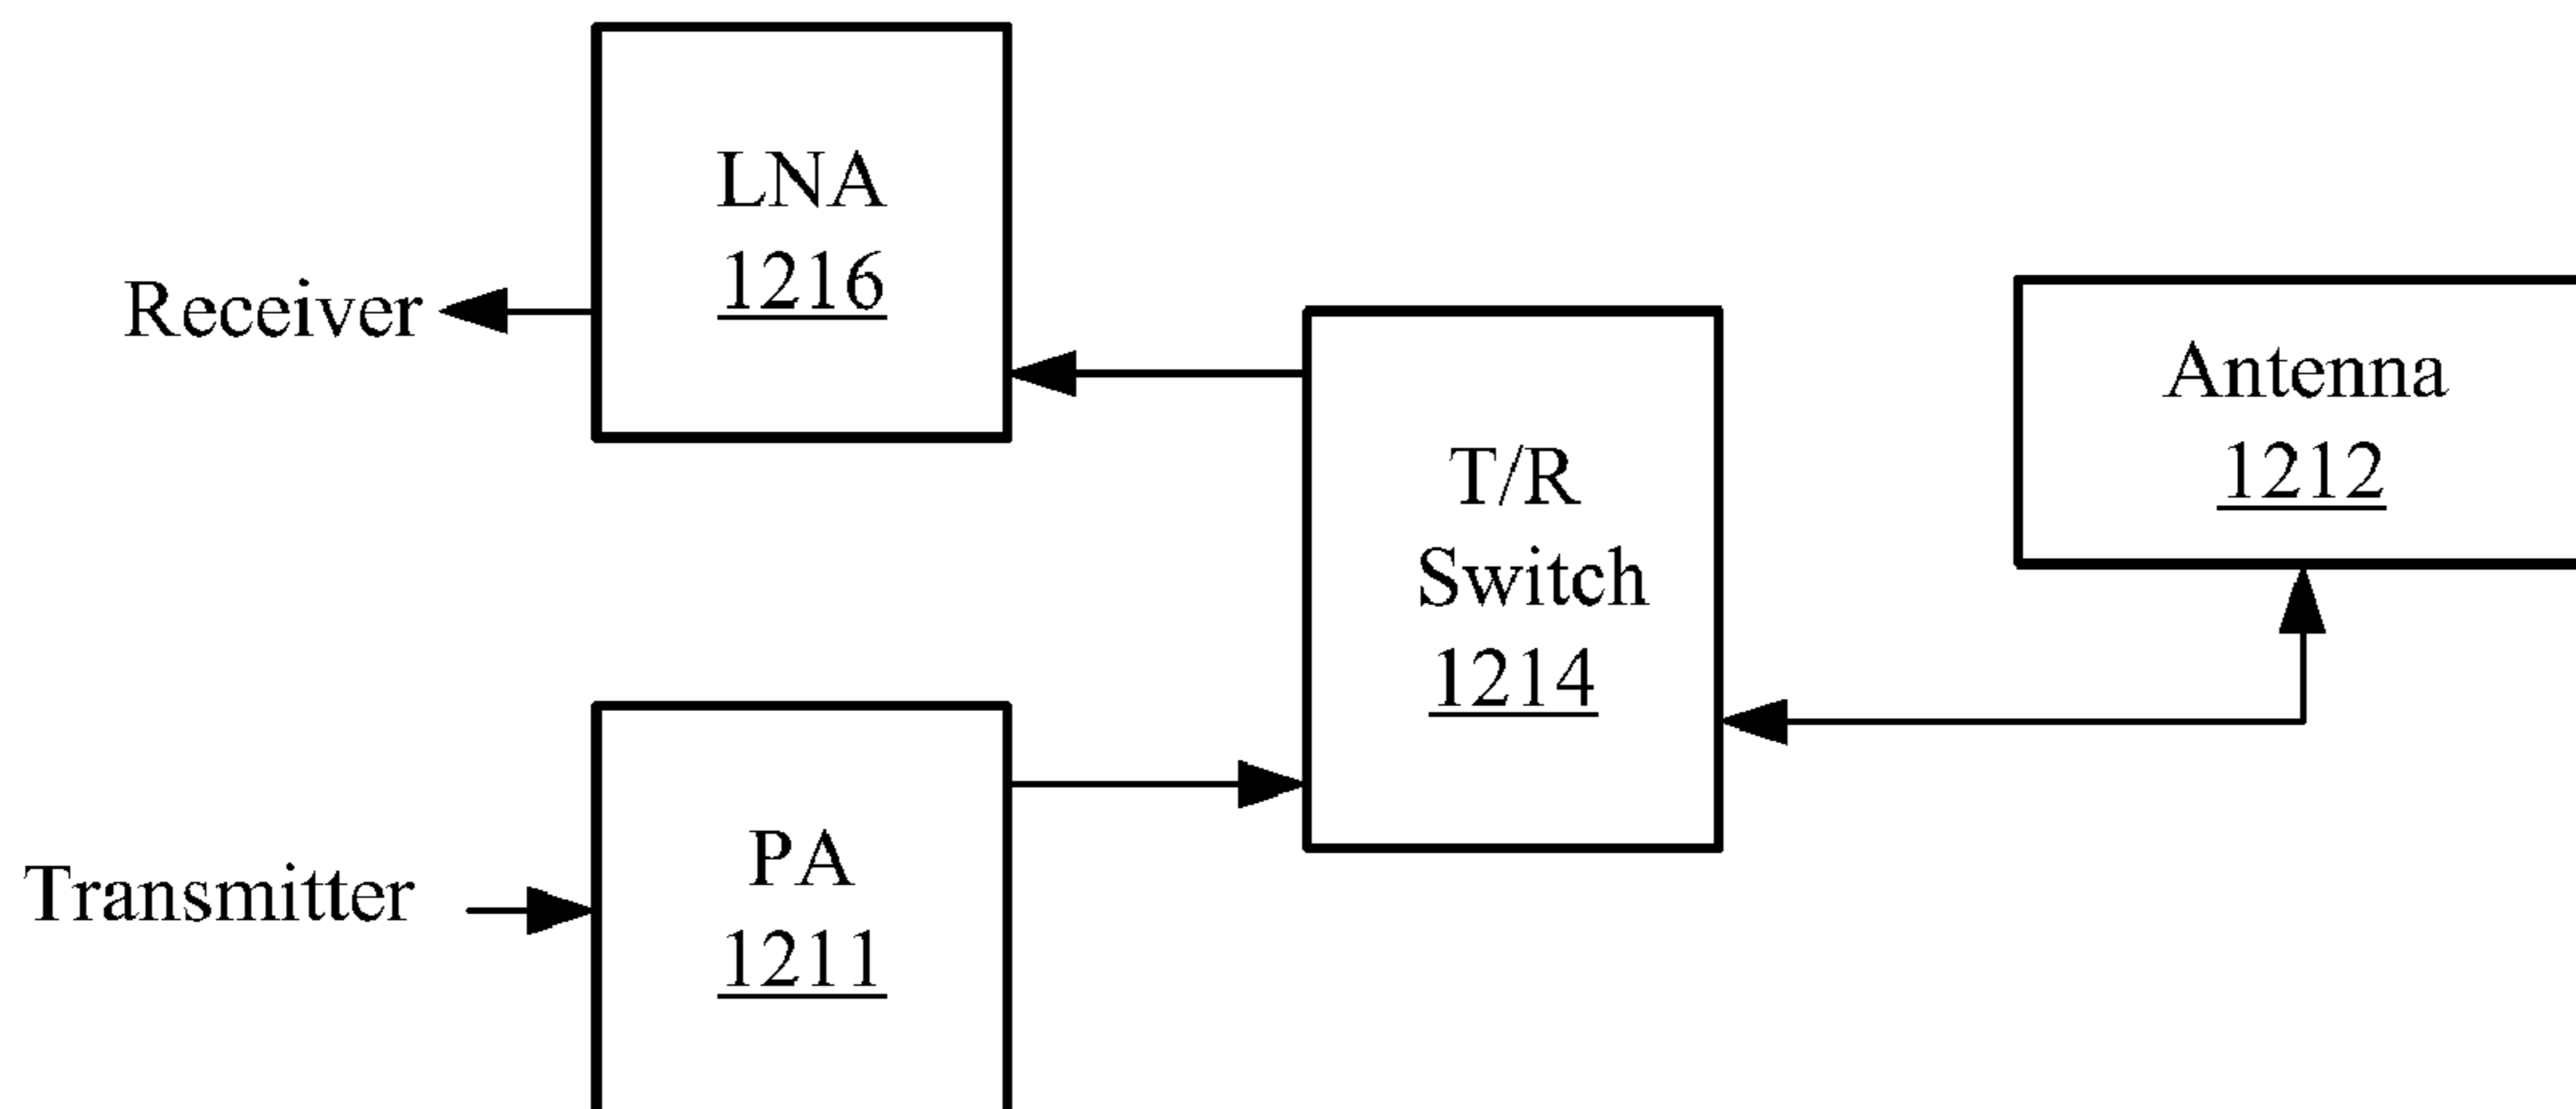 LNA
1216
Receiver
T/R
Switch
1214
Antenna
1212
Transmitter
PA
1211